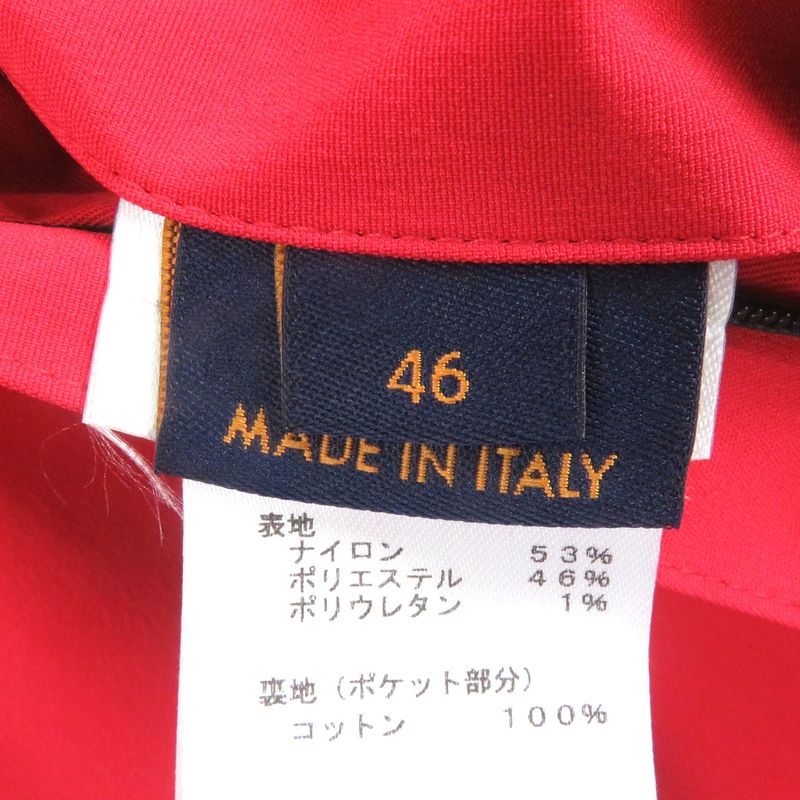 46
MADE IN ITALY
表地
ナイロン 53%
ポリエステル 46%
ポリウレタン 1%
裏地(ポケット部分)
コットン 100%